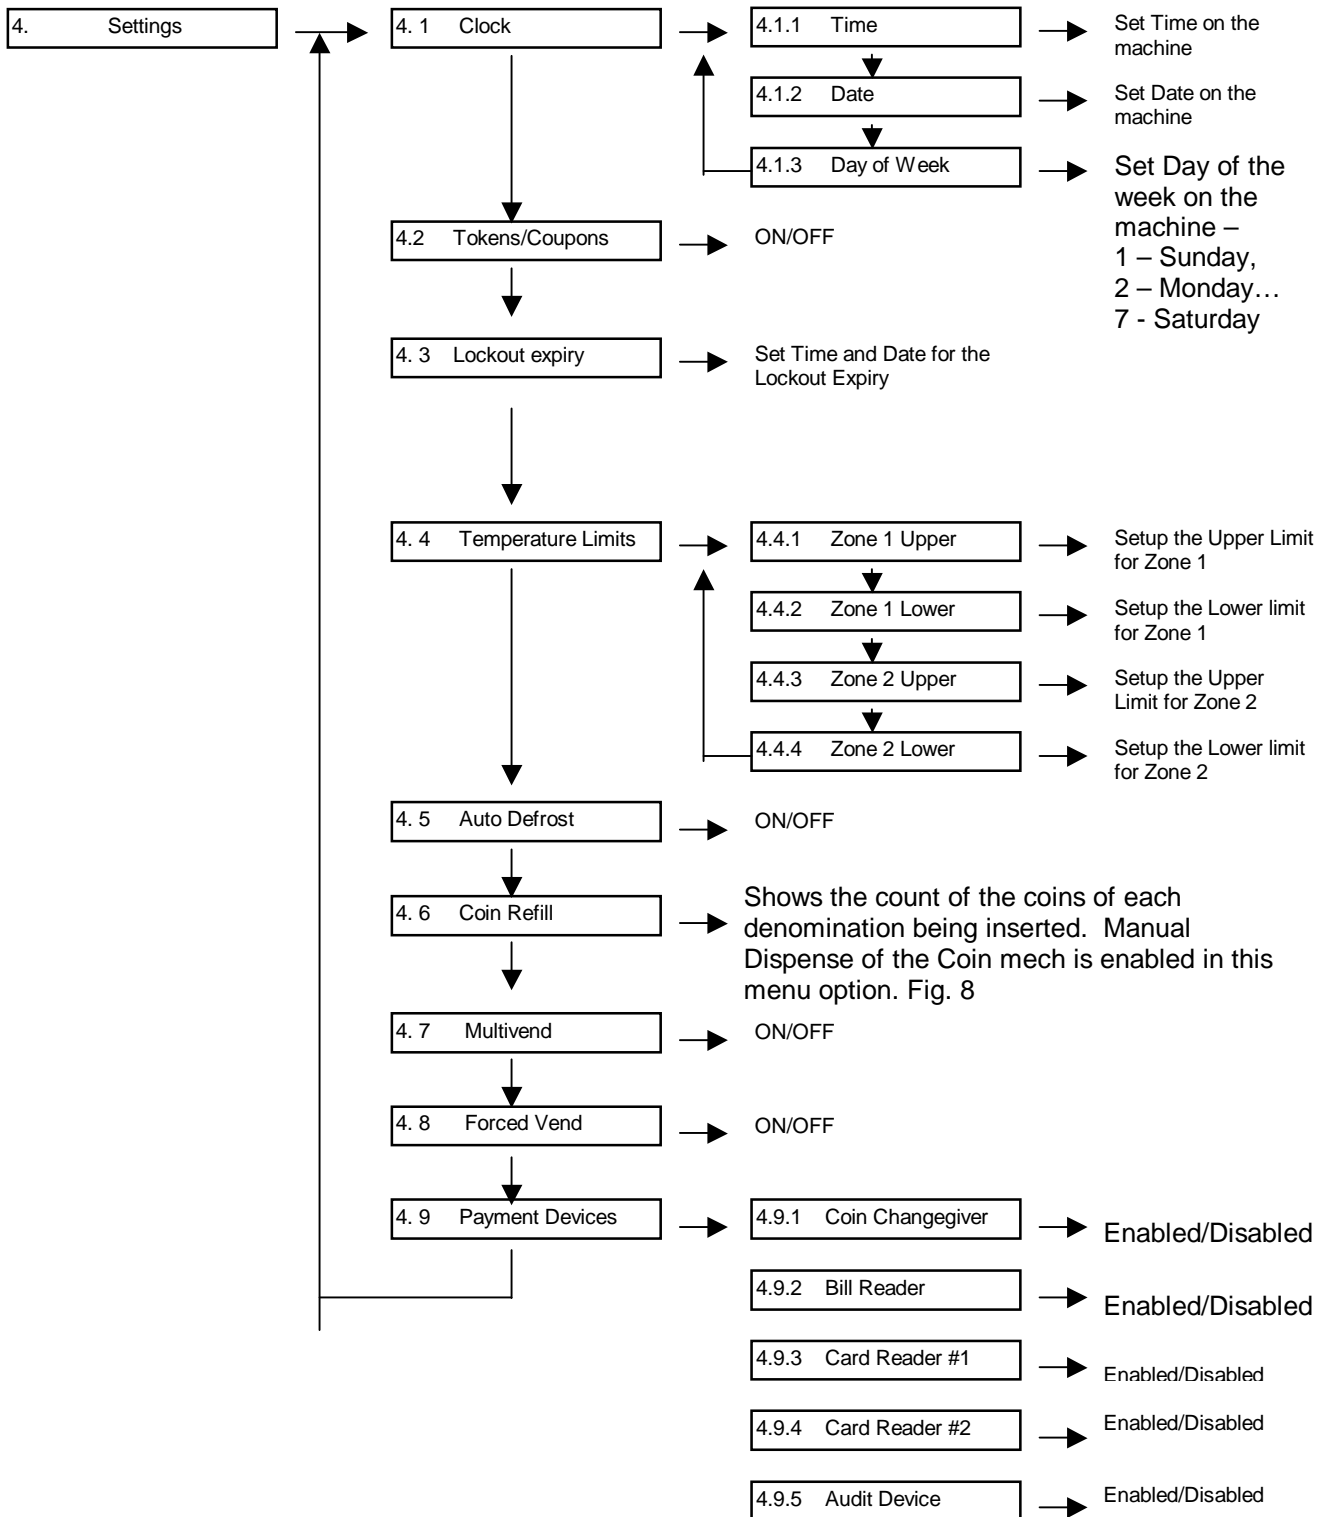 4. Settings
4. 1 Clock
4.1.1 Time
Set Time on the
machine
4.1.2 Date
Set Date on the
machine
4.1.3 Day of Week
Set Day of the
week on the
machine –
1 – Sunday,
2 – Monday…
7 - Saturday
4.2 Tokens/Coupons
ON/OFF
4. 3 Lockout expiry
Set Time and Date for the
Lockout Expiry
4. 4 Temperature Limits
4.4.1 Zone 1 Upper
Setup the Upper Limit
for Zone 1
4.4.2 Zone 1 Lower
Setup the Lower limit
for Zone 1
4.4.3 Zone 2 Upper
Setup the Upper
Limit for Zone 2
4.4.4 Zone 2 Lower
Setup the Lower limit
for Zone 2
4. 5 Auto Defrost
ON/OFF
4. 6 Coin Refill
Shows the count of the coins of each
denomination being inserted. Manual
Dispense of the Coin mech is enabled in this
menu option. Fig. 8
4. 7 Multivend
ON/OFF
4. 8 Forced Vend
ON/OFF
4. 9 Payment Devices
4.9.1 Coin Changegiver
Enabled/Disabled
4.9.2 Bill Reader
Enabled/Disabled
4.9.3 Card Reader #1
Enabled/Disabled
4.9.4 Card Reader #2
Enabled/Disabled
4.9.5 Audit Device
Enabled/Disabled